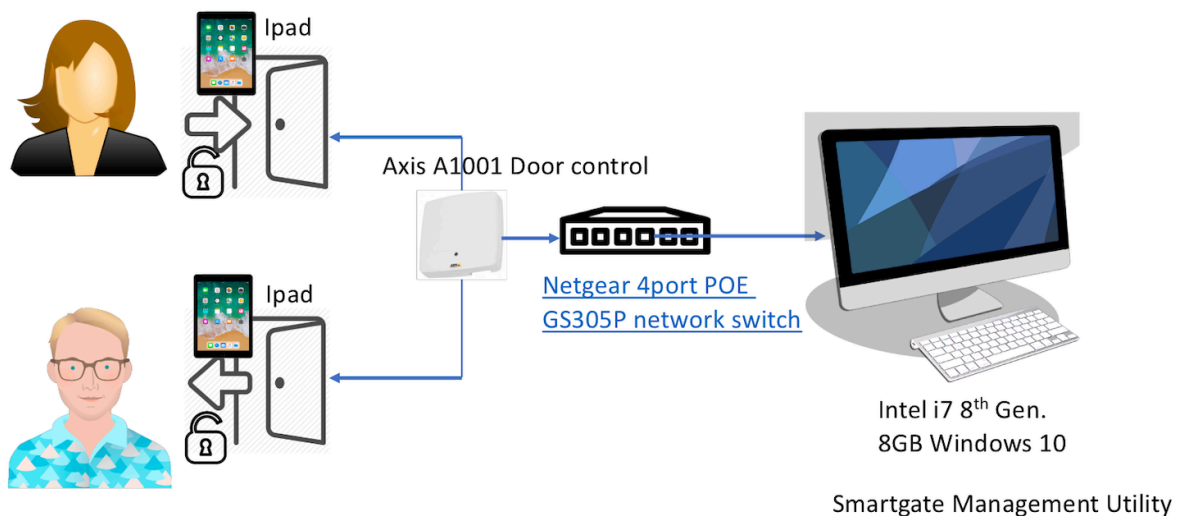 Ipad
Axis A1001 Door control
Ipad
Netgear 4port POE
GS305P network switch
Intel i7 8th Gen.
8GB Windows 10
Smartgate Management Utility